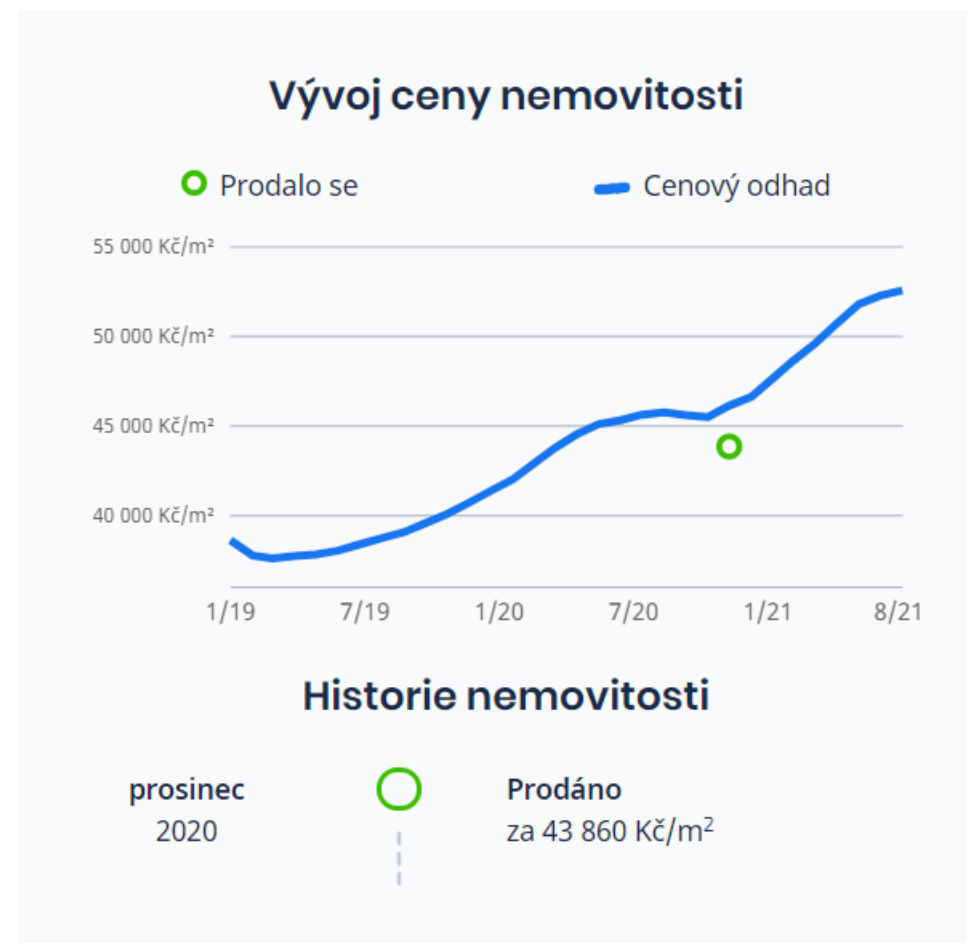 Vývoj ceny nemovitosti
Prodalo se Cenový odhad
55 000 Kč/m²
50 000 Kč/m²
45 000 Kč/m²
40 000 Kč/m²
1/19 7/19 1/20 7/20 1/21 8/21
Historie nemovitosti
prosinec Prodáno
2020 za 43 860 Kč/m²